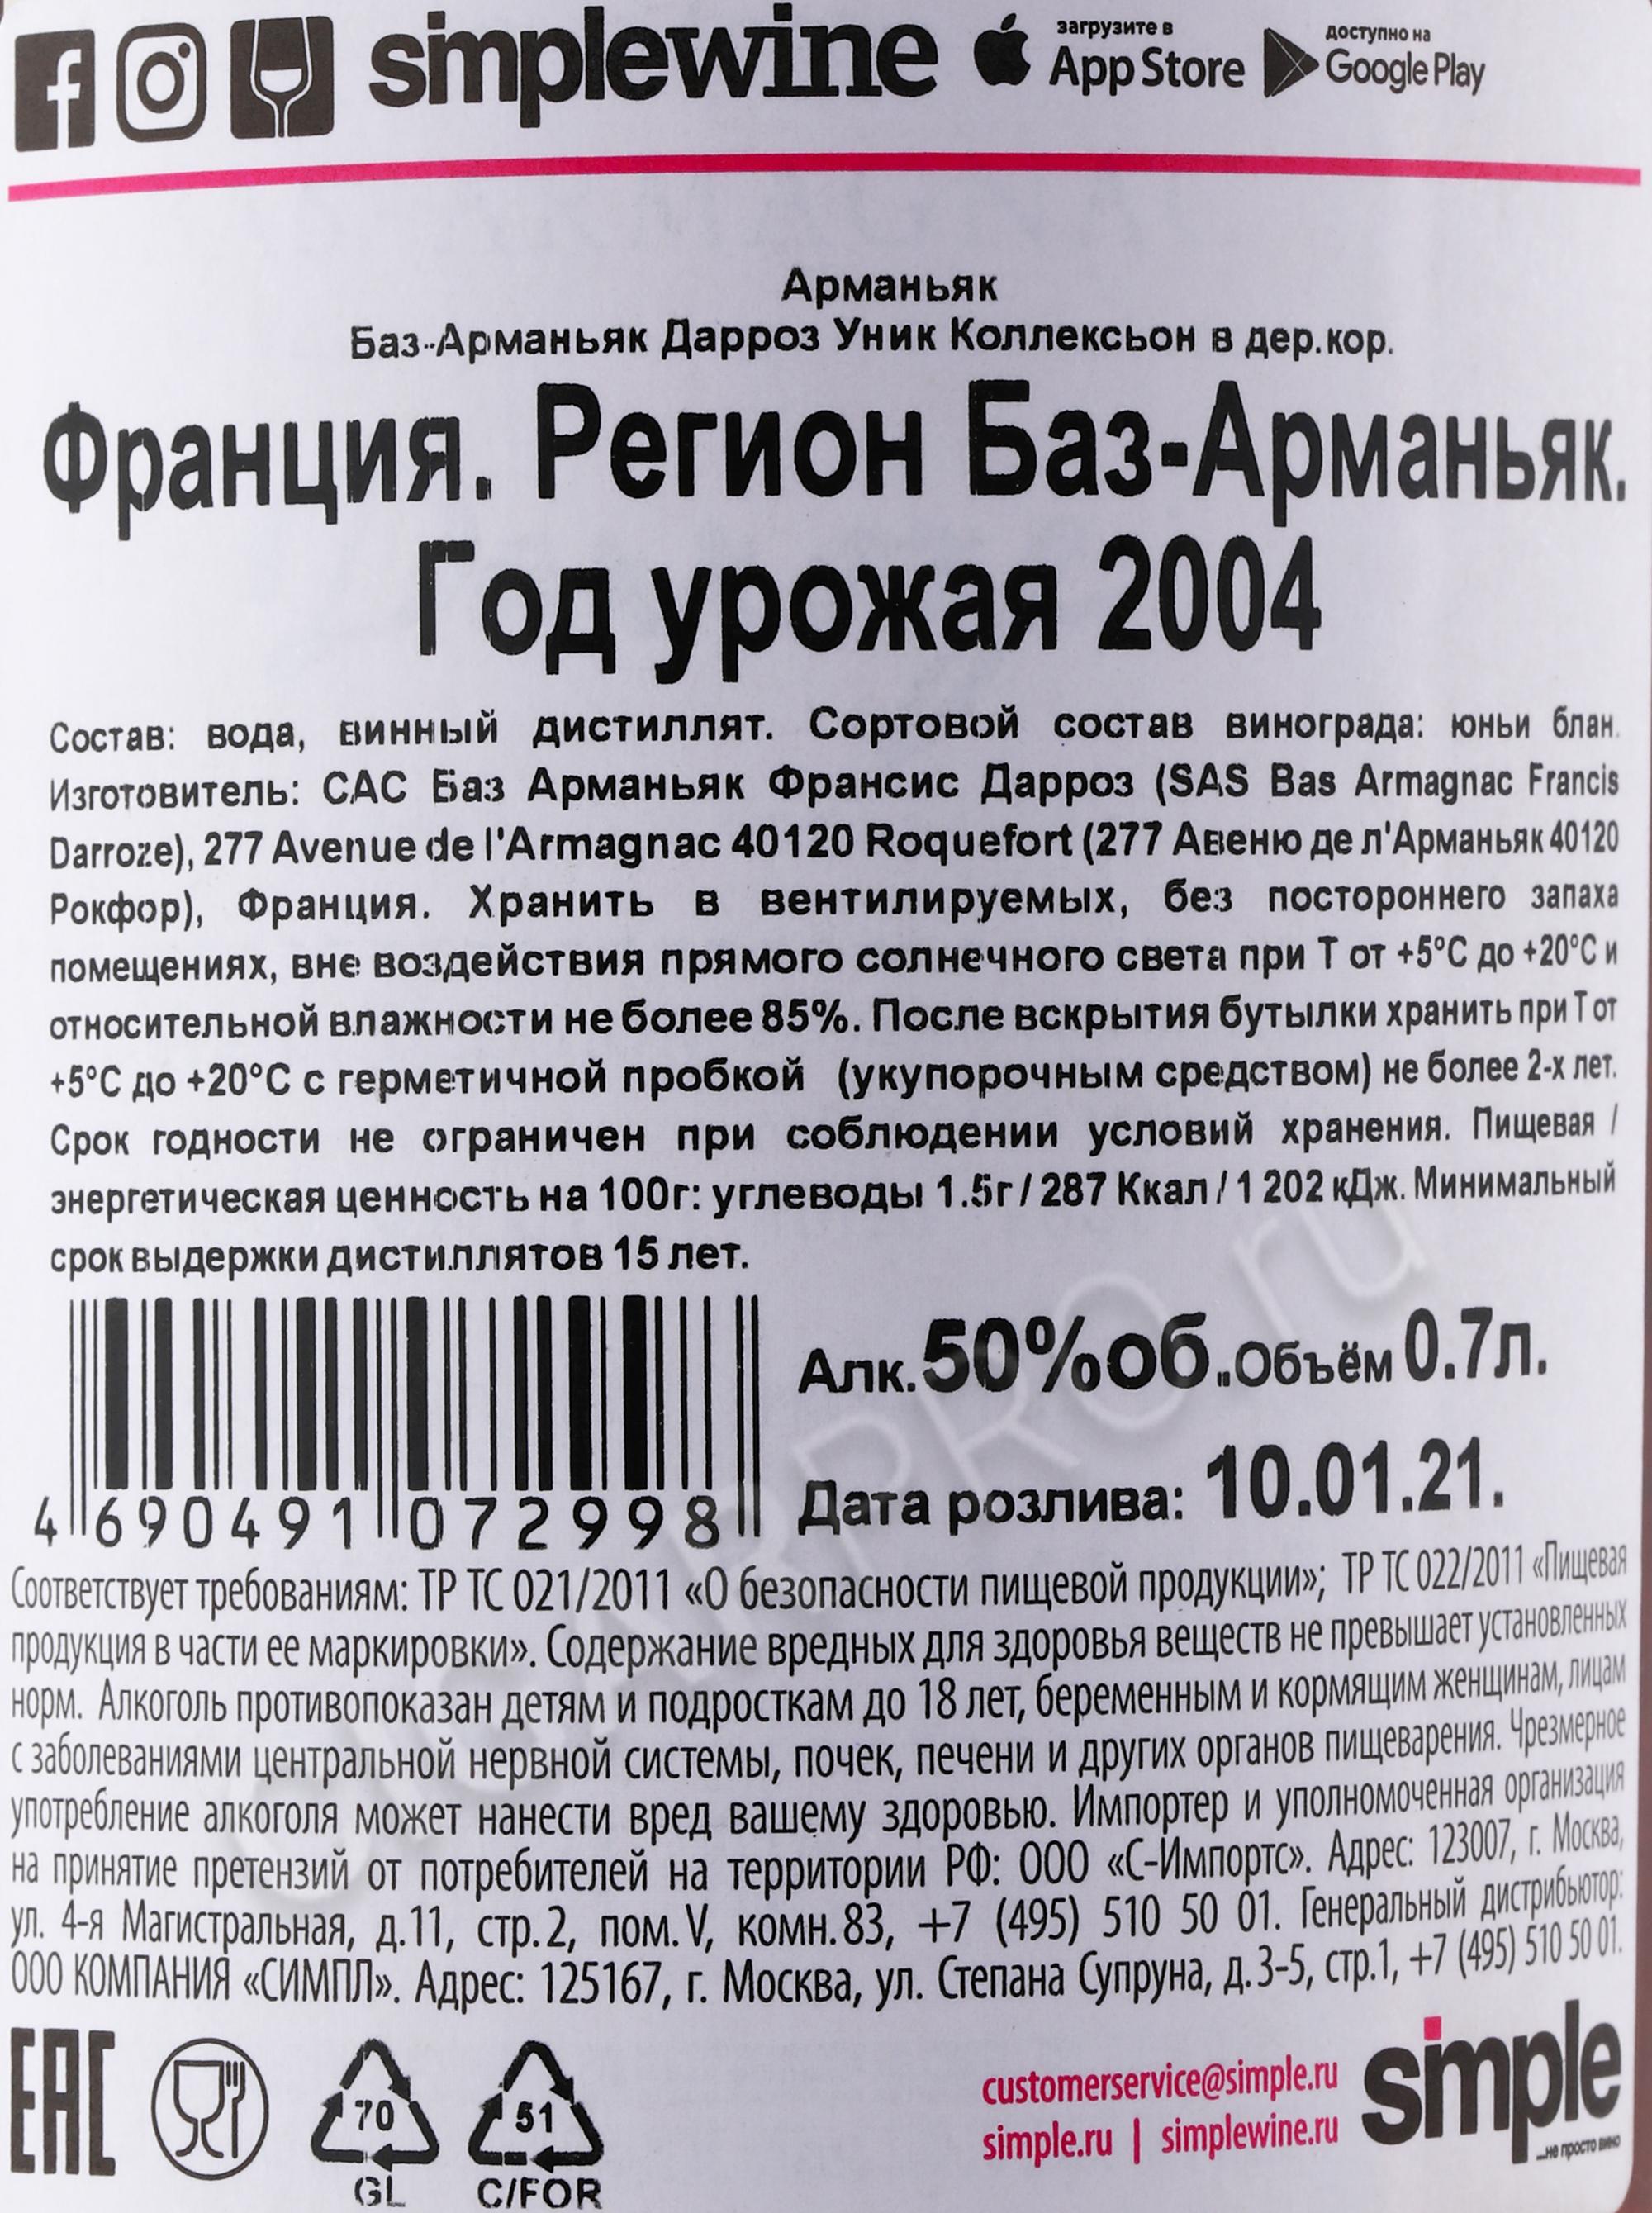 simplewine
загрузите в
App Store
доступно на
Google Play
Арманьяк
Баз-Арманьяк Дарроз Уник Коллексьон в дер.кор.
Франция. Регион Баз-Арманьяк.
Год урожая 2004
Состав: вода, винный дистиллят. Сортовой состав винограда: юньи блан.
Изготовитель: САС Баз Арманьяк Франсис Дарроз (SAS Bas Armagnac Francis
Darroze), 277 Avenue de l'Armagnac 40120 Roquefort (277 Авеню де л'Арманьяк 40120
Рокфор), Франция. Хранить в вентилируемых, без постороннего запаха
помещениях, вне воздействия прямого солнечного света при Т от +5°С до +20°С и
относительной влажности не более 85%. После вскрытия бутылки хранить при Т от
+5°С до +20°С с герметичной пробкой (укупорочным средством) не более 2-х лет.
Срок годности не ограничен при соблюдении условий хранения. Пищевая /
энергетическая ценность на 100г: углеводы 1.5г / 287 Ккал / 1 202 кДж. Минимальный
срок выдержки дистиллятов 15 лет.
Алк. 50%об.. Объём 0.7л.
Дата розлива: 10.01.21.
4 690491 072998
Соответствует требованиям: ТР ТС 021/2011 «О безопасности пищевой продукции»; ТР ТС 022/2011 «Пищевая
продукция в части ее маркировки». Содержание вредных для здоровья веществ не превышает установленных
норм. Алкоголь противопоказан детям и подросткам до 18 лет, беременным и кормящим женщинам, лицам
с заболеваниями центральной нервной системы, почек, печени и других органов пищеварения. Чрезмерное
употребление алкоголя может нанести вред вашему здоровью. Импортер и уполномоченная организация
на принятие претензий от потребителей на территории РФ: ООО «С-Импортс». Адрес: 123007, г. Москва,
ул. 4-я Магистральная, д.11, стр.2, пом. V, комн. 83, +7 (495) 510 50 01. Генеральный дистрибьютор:
ООО КОМПАНИЯ «СИМПЛ». Адрес: 125167, г. Москва, ул. Степана Супруна, д.3-5, стр.1, +7 (495) 510 50 01.
EAC
70
GL
51
C/FOR
customerservice@simple.ru
simple.ru | simplewine.ru
simple
...не просто вино
CIGARPRO.ru